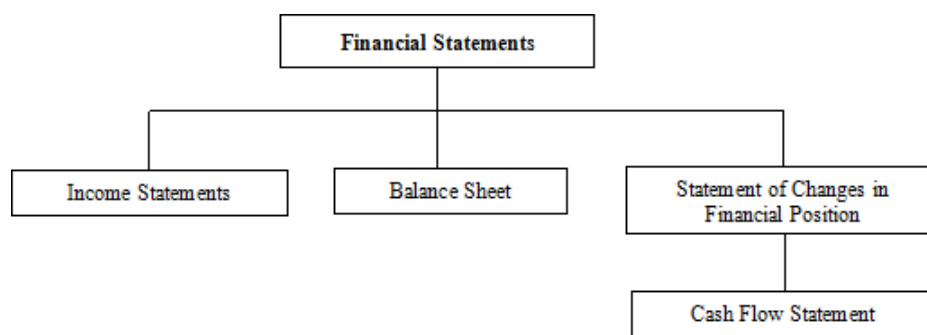 Financial Statements
Income Statements
Balance Sheet
Statement of Changes in
Financial Position
Cash Flow Statement